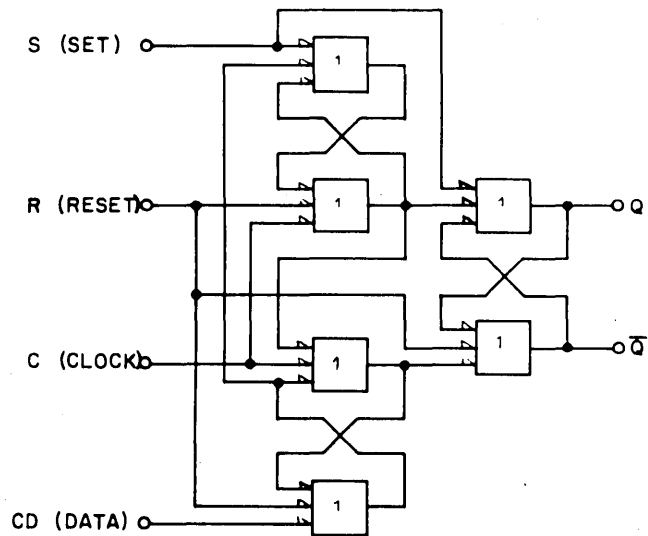 S (SET)
1
R (RESET)
1
1
Q
C (CLOCK)
1
1
Q̅
CD (DATA)
1